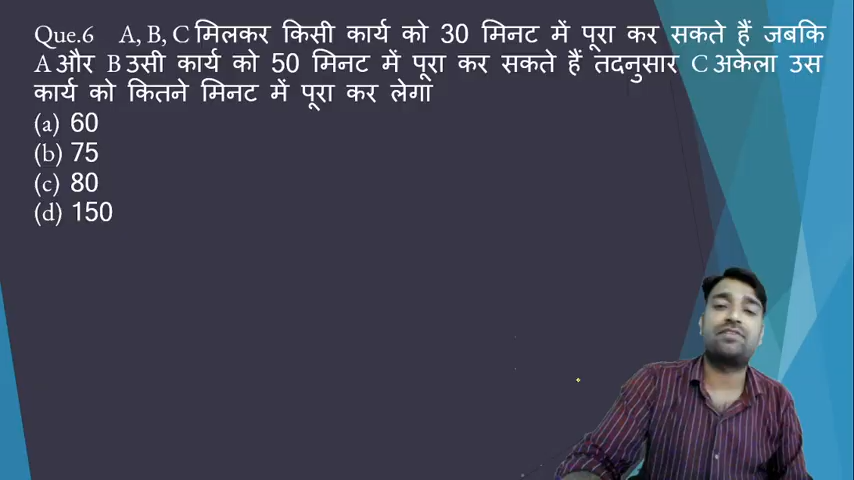 Que.6 A, B, C मिलकर किसी कार्य को 30 मिनट में पूरा कर सकते हैं जबकि
A और B उसी कार्य को 50 मिनट में पूरा कर सकते हैं तदनुसार C अकेला उस
कार्य को कितने मिनट में पूरा कर लेगा
(a) 60
(b) 75
(c) 80
(d) 150